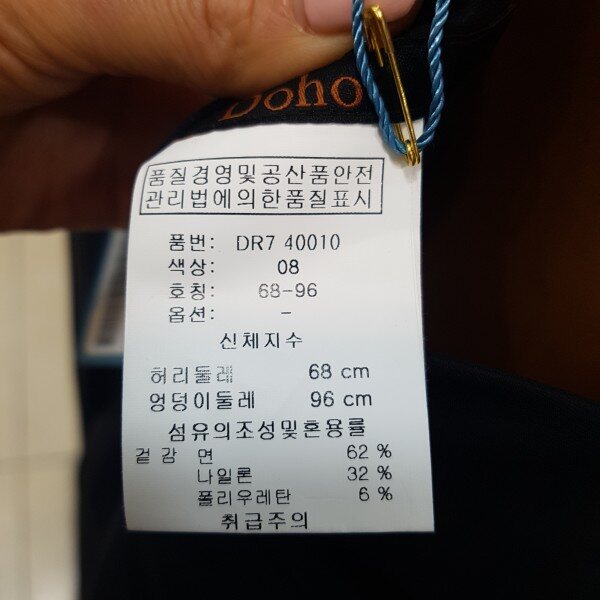 Doho
품질경영및공산품안전
관리법에의한품질표시
품번: DR7 40010
색상: 08
호칭: 68-96
옵션: -
신체지수
허리둘레 68 cm
엉덩이둘레 96 cm
섬유의조성및혼용률
겉감 면 62 %
나일론 32 %
폴리우레탄 6 %
취급주의